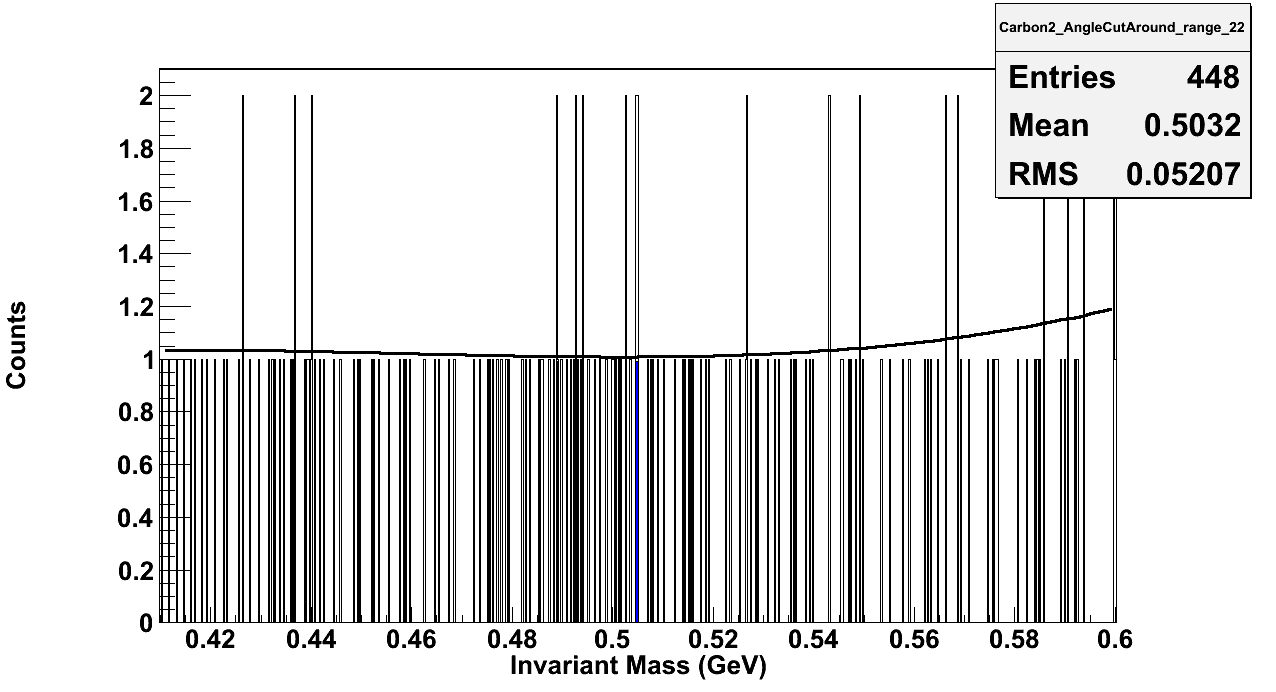 Carbon2_AngleCutAround_range_22
Entries 448
Mean 0.5032
RMS 0.05207
Counts
2
1.8
1.6
1.4
1.2
1
0.8
0.6
0.4
0.2
0
0.42 0.44 0.46 0.48 0.5 0.52 0.54 0.56 0.58 0.6
Invariant Mass (GeV)